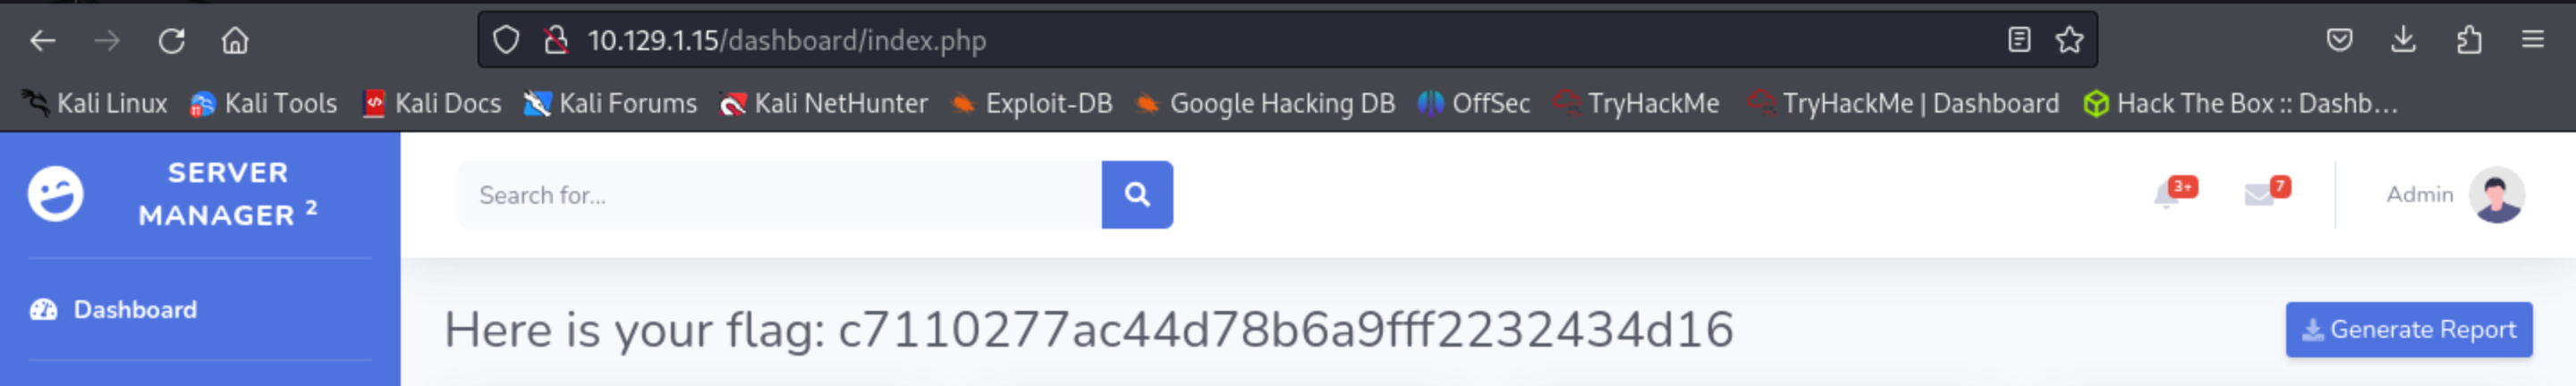 10.129.1.15/dashboard/index.php
Kali Linux Kali Tools Kali Docs Kali Forums Kali NetHunter Exploit-DB Google Hacking DB OffSec TryHackMe TryHackMe | Dashboard Hack The Box :: Dashb…
SERVER
MANAGER 2
Search for...
3+
7
Admin
Dashboard
Here is your flag: c7110277ac44d78b6a9fff2232434d16
Generate Report